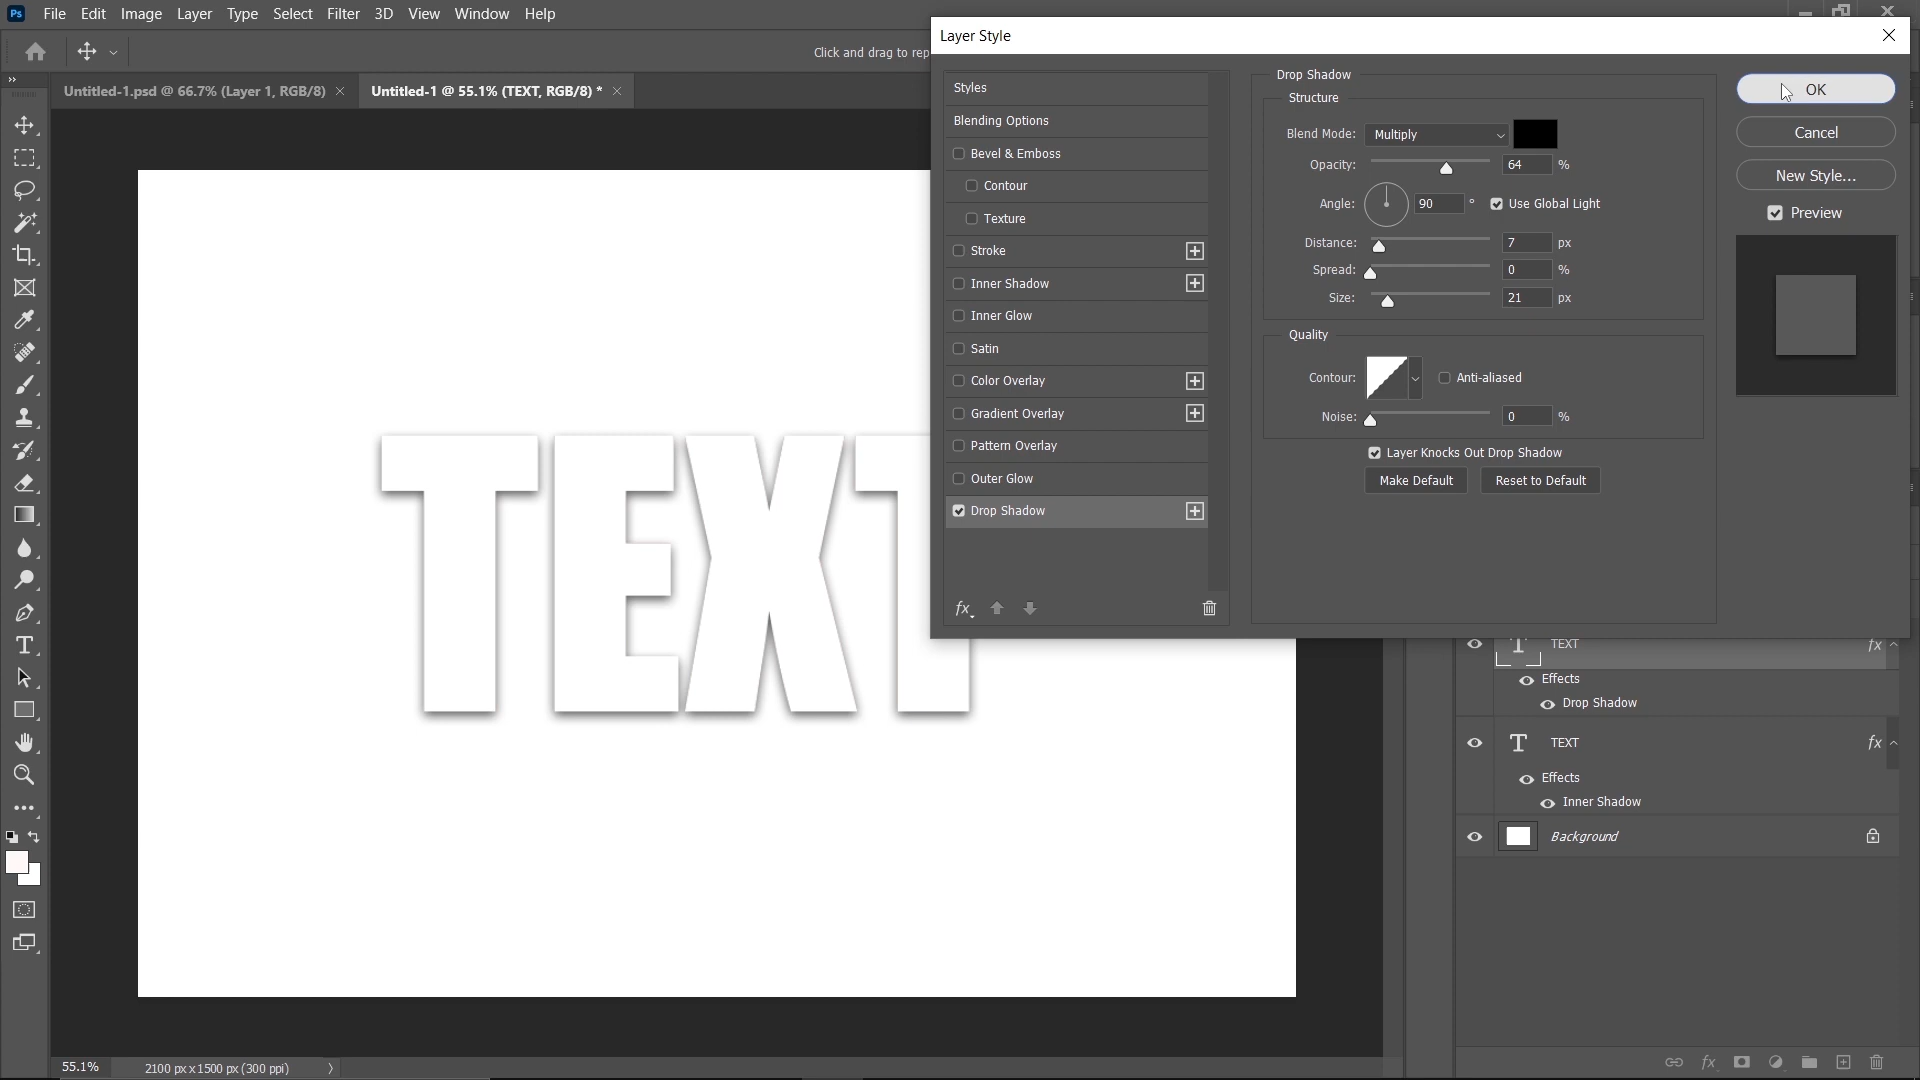 Ps File Edit Image Layer Type Select Filter 3D View Window Help
Click and drag to rep
Untitled-1.psd @ 66.7% (Layer 1, RGB/8) × Untitled-1 @ 55.1% (TEXT, RGB/8) * ×
TEXT
Layer Style
Styles
Blending Options
Bevel & Emboss
Contour
Texture
Stroke
Inner Shadow
Inner Glow
Satin
Color Overlay
Gradient Overlay
Pattern Overlay
Outer Glow
Drop Shadow
fx
Drop Shadow
Structure
Blend Mode: Multiply
Opacity: 64 %
Angle: 90 ° Use Global Light
Distance: 7 px
Spread: 0 %
Size: 21 px
Quality
Contour: Anti-aliased
Noise: 0 %
Layer Knocks Out Drop Shadow
Make Default Reset to Default
OK
Cancel
New Style...
Preview
T TEXT fx
Effects
Drop Shadow
T TEXT fx
Effects
Inner Shadow
Background
55.1% 2100 px x 1500 px (300 ppi)
fx